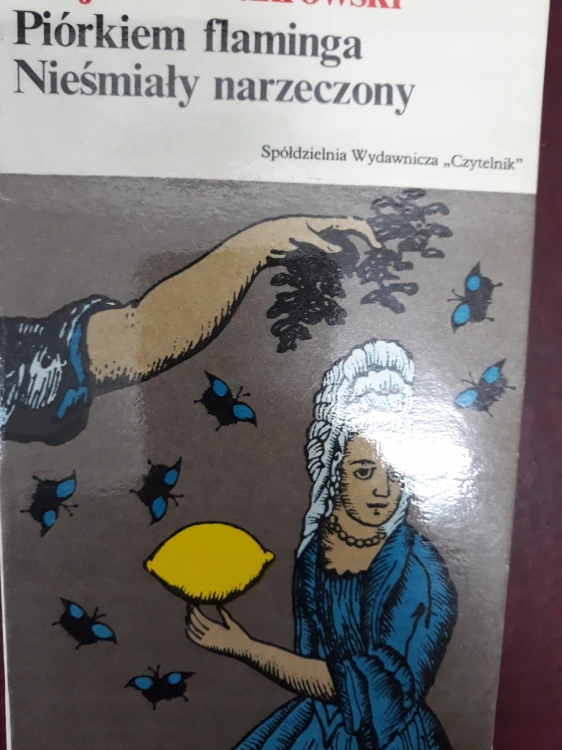 Piórkiem flaminga
Nieśmiały narzeczony
Spółdzielnia Wydawnicza „Czytelnik”